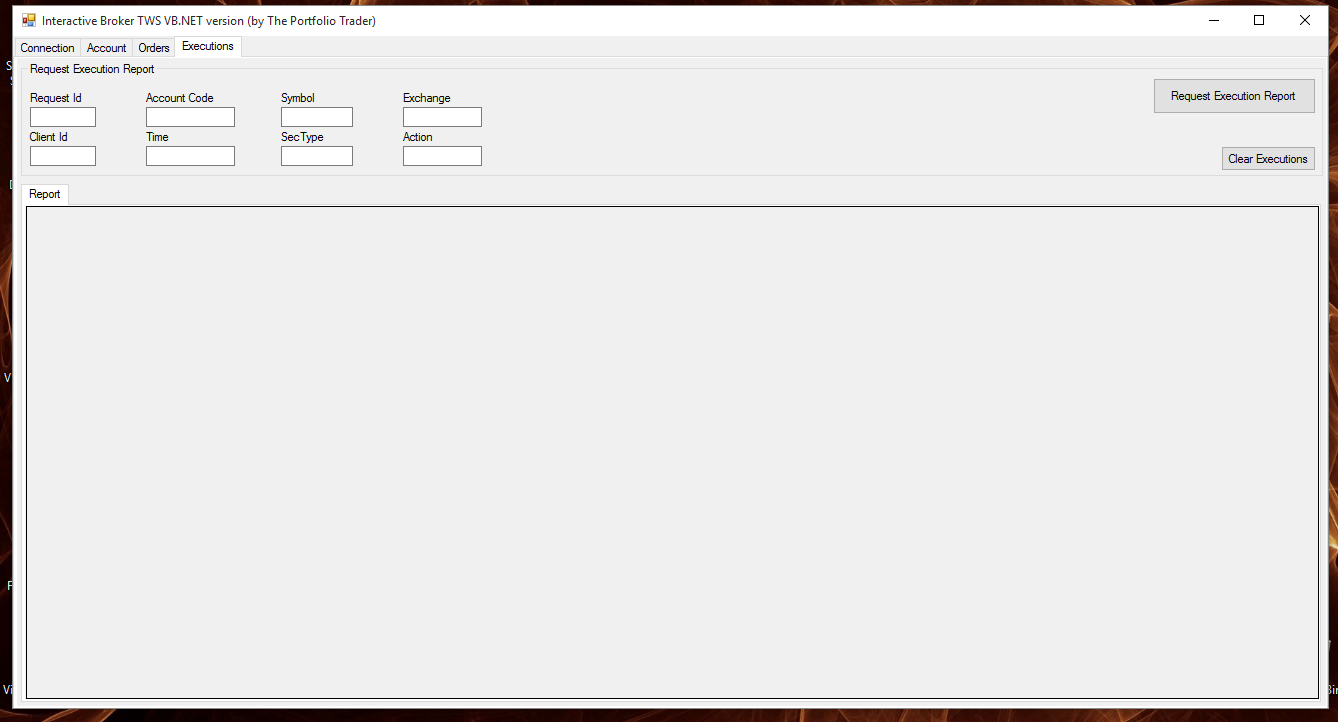 Interactive Broker TWS VB.NET version (by The Portfolio Trader)
Connection Account Orders Executions
Request Execution Report
Request Execution Report
Request Id Account Code Symbol Exchange
Client Id Time SecType Action
Clear Executions
Report